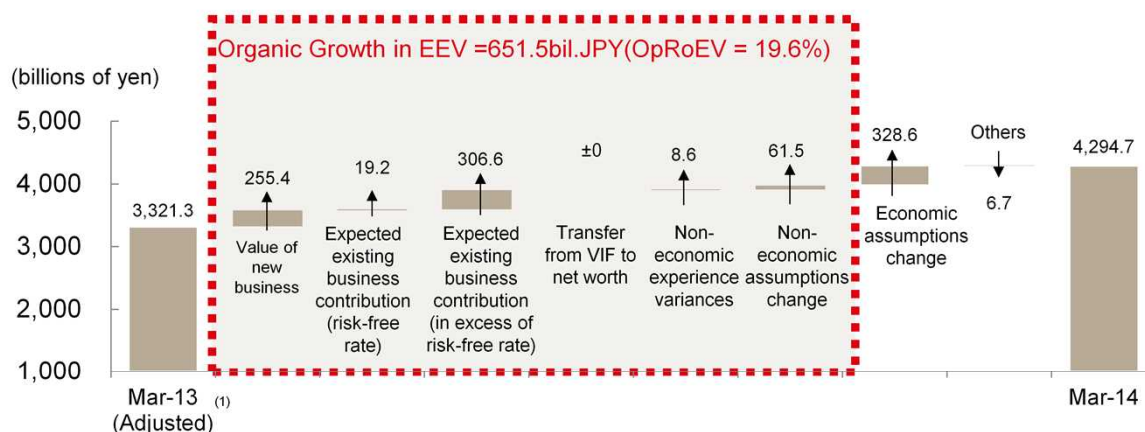 Organic Growth in EEV =651.5bil.JPY(OpRoEV = 19.6%)
(billions of yen)
5,000
4,000
3,000
2,000
1,000
3,321.3
255.4
19.2
306.6
±0
8.6
61.5
328.6
Others
6.7
4,294.7
Value of
new
business
Expected
existing
business
contribution
(risk-free
rate)
Expected
existing
business
contribution
(in excess of
risk-free rate)
Transfer
from VIF to
net worth
Non-
economic
experience
variances
Non-
economic
assumptions
change
Economic
assumptions
change
Mar-13 (1)
(Adjusted)
Mar-14